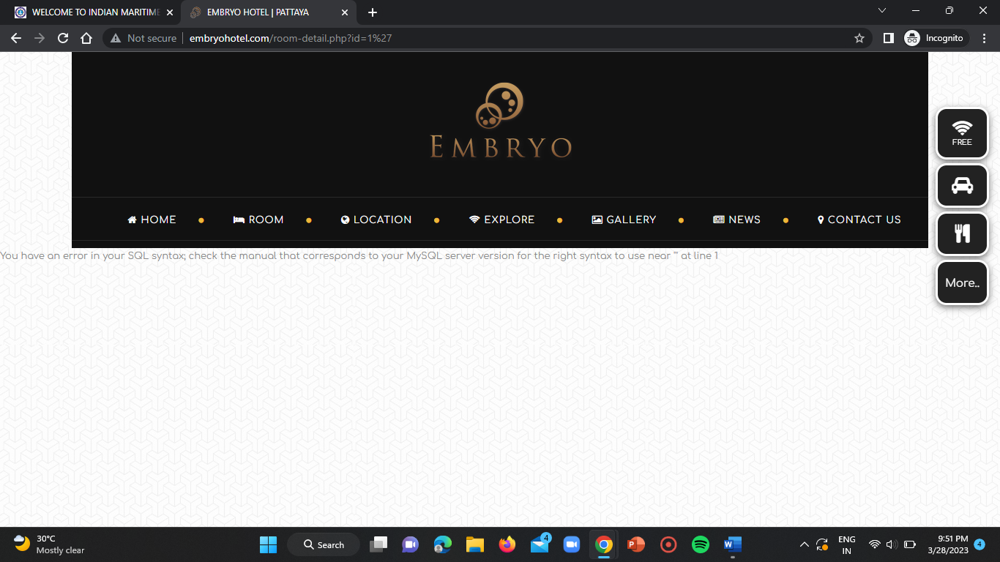 WELCOME TO INDIAN MARITIME
EMBRYO HOTEL | PATTAYA
Not secure
embryohotel.com/room-detail.php?id=1%27
Incognito
EMBRYO
FREE
HOME
ROOM
LOCATION
EXPLORE
GALLERY
NEWS
CONTACT US
You have an error in your SQL syntax; check the manual that corresponds to your MySQL server version for the right syntax to use near ''' at line 1
More..
30°C
Mostly clear
Search
4
ENG
IN
9:51 PM
3/28/2023
4